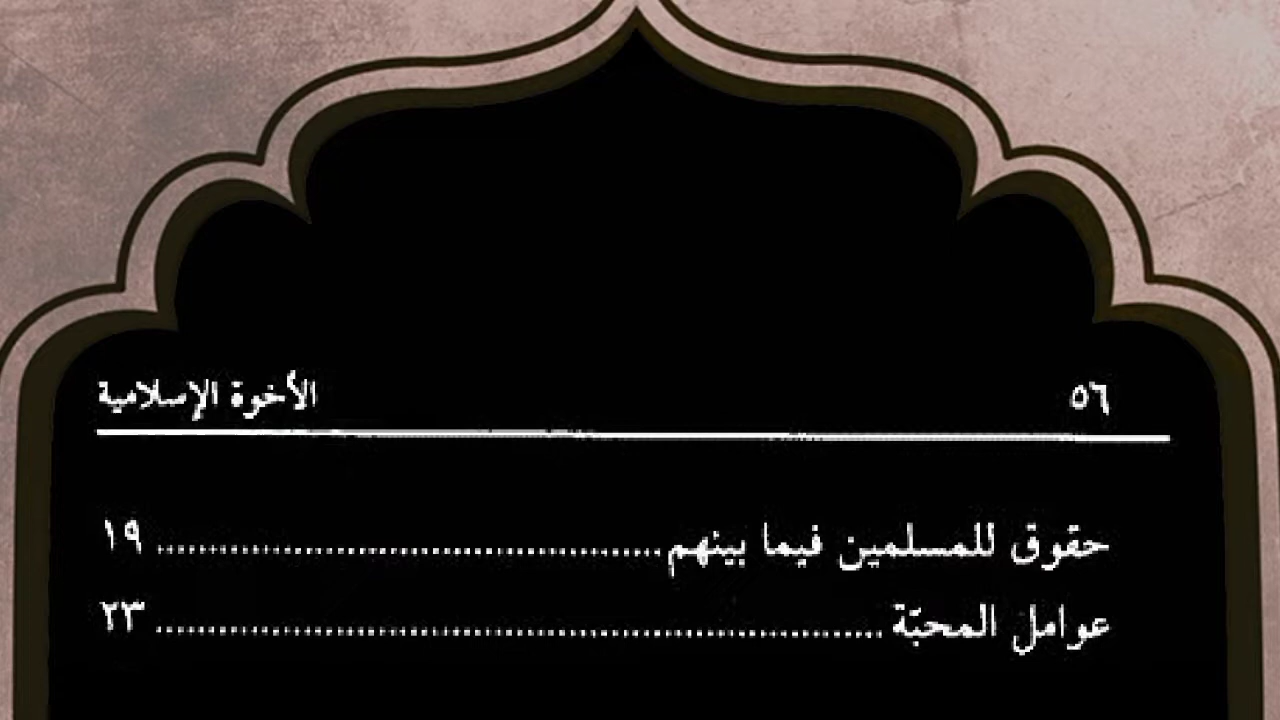 ٥٦ الأخوة الإسلامية
حقوق للمسلمين فيما بينهم .......................................... ١٩
عوامل المحبّة .......................................................... ٢٣